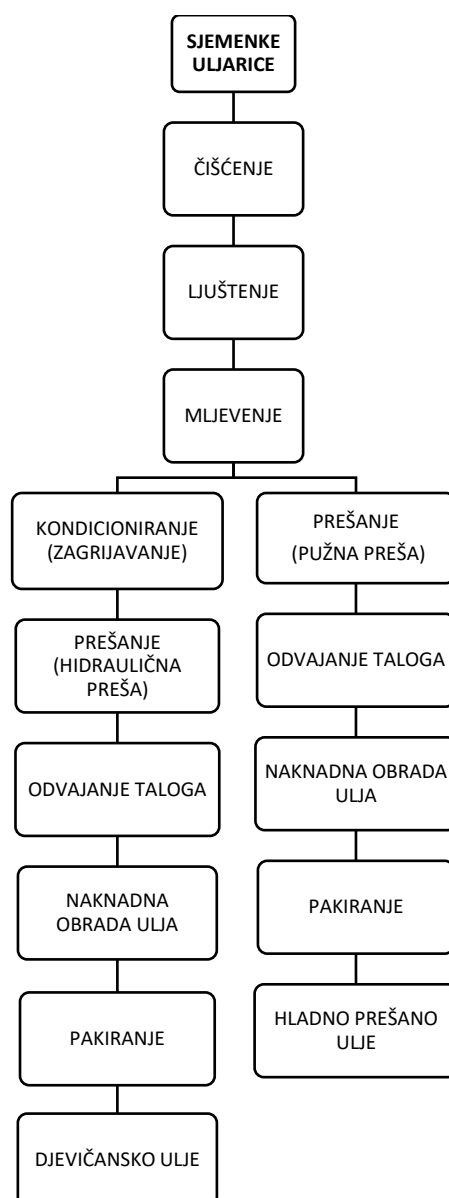 SJEMENKE
ULJARICE
ČIŠĆENJE
LJUŠTENJE
MLJEVENJE
KONDICIONIRANJE
(ZAGRIJAVANJE)
PREŠANJE
(HIDRAULIČNA
PREŠA)
ODVAJANJE TALOGA
NAKNADNA
OBRADA ULJA
PAKIRANJE
DJEVIČANSKO ULJE
PREŠANJE
(PUŽNA PREŠA)
ODVAJANJE TALOGA
NAKNADNA OBRADA
ULJA
PAKIRANJE
HLADNO PREŠANO
ULJE